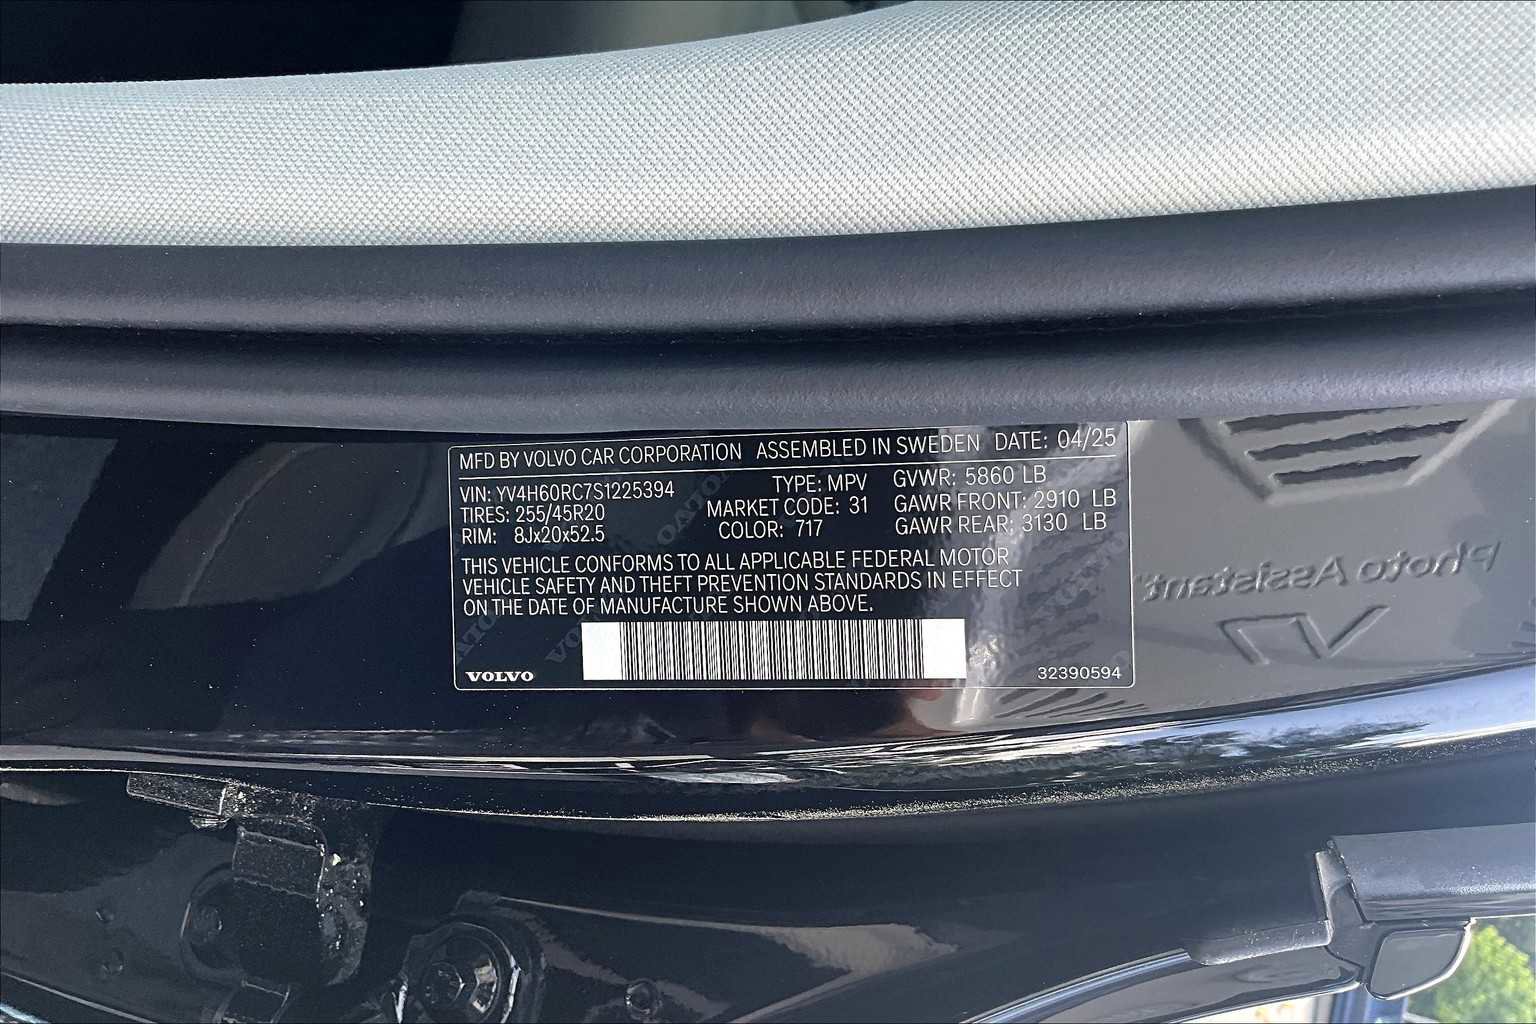 MFD BY VOLVO CAR CORPORATION ASSEMBLED IN SWEDEN DATE: 04/25
VIN: YV4H60RC7S1225394 TYPE: MPV GVWR: 5860 LB
TIRES: 255/45R20 MARKET CODE: 31 GAWR FRONT: 2910 LB
RIM: 8Jx20x52.5 COLOR: 717 GAWR REAR: 3130 LB
THIS VEHICLE CONFORMS TO ALL APPLICABLE FEDERAL MOTOR
VEHICLE SAFETY AND THEFT PREVENTION STANDARDS IN EFFECT
ON THE DATE OF MANUFACTURE SHOWN ABOVE.
VOLVO 32390594
Photo Assistant